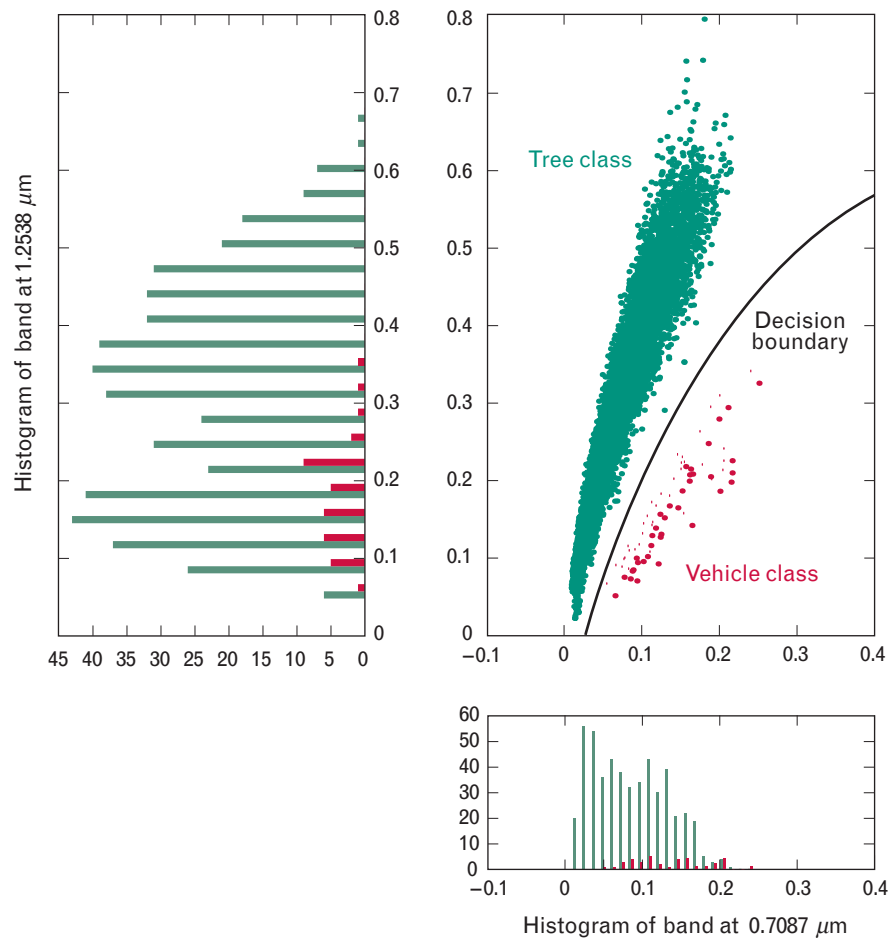 0.8
0.7
0.6
0.5
0.4
0.3
0.2
0.1
0
45 40 35 30 25 20 15 10 5 0
Histogram of band at 1.2538 μm
0.8
0.7
0.6
0.5
0.4
0.3
0.2
0.1
0
−0.1 0 0.1 0.2 0.3 0.4
Tree class
Decision
boundary
Vehicle class
60
50
40
30
20
10
0
−0.1 0 0.1 0.2 0.3 0.4
Histogram of band at 0.7087 μm